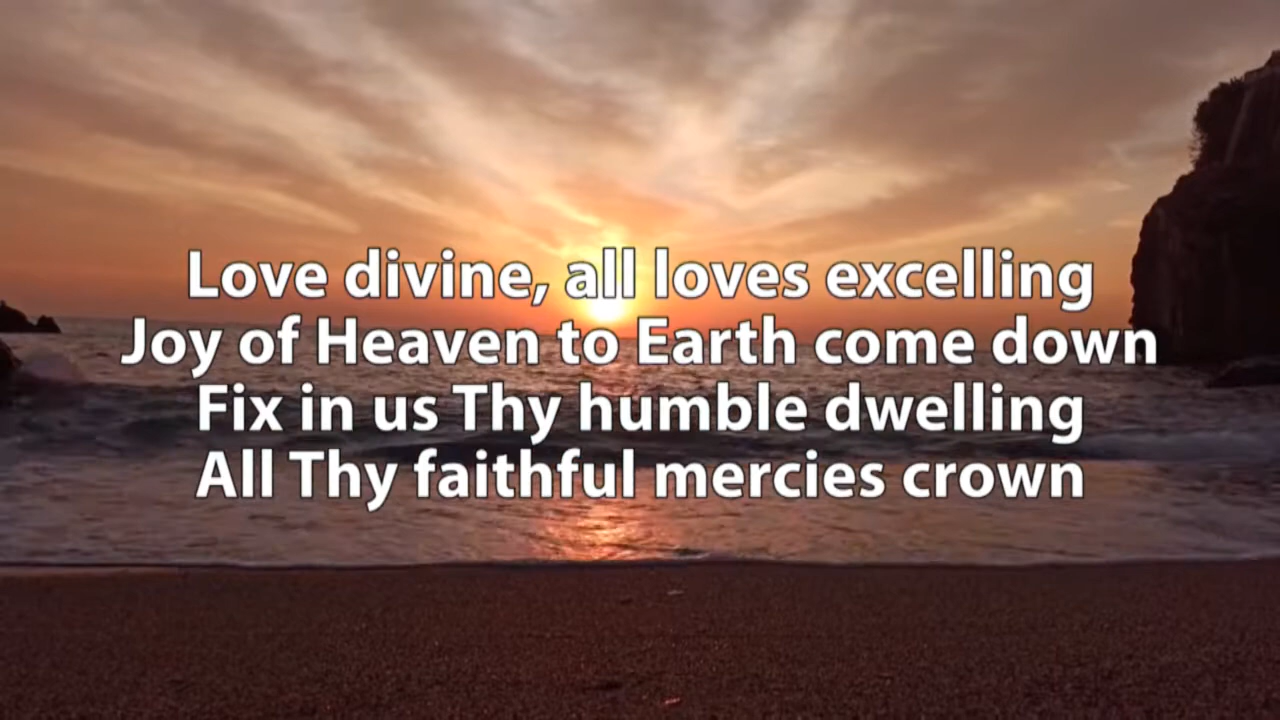 Love divine, all loves excelling
Joy of Heaven to Earth come down
Fix in us Thy humble dwelling
All Thy faithful mercies crown